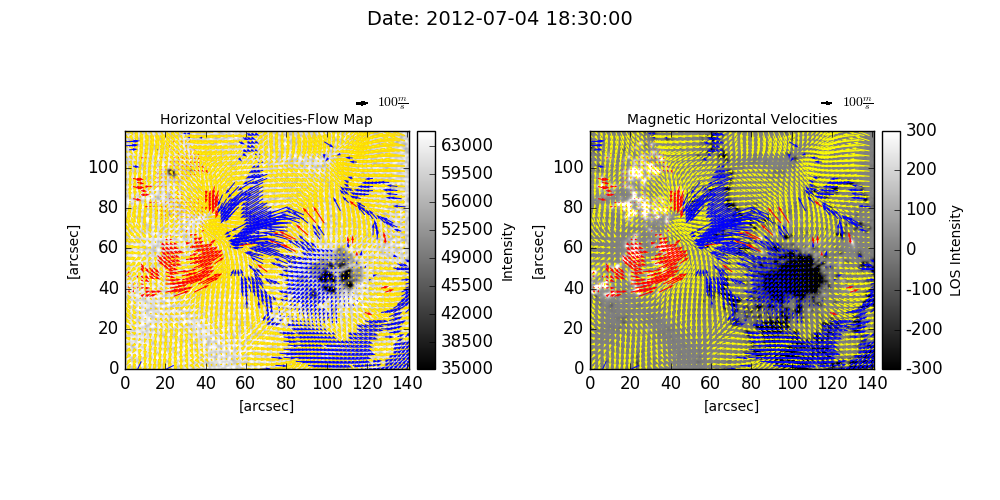 Date: 2012-07-04 18:30:00
100 m/s
Horizontal Velocities-Flow Map
[arcsec]
0
20
40
60
80
100
0 20 40 60 80 100 120 140
[arcsec]
63000
59500
56000
52500
49000
45500
42000
38500
35000
Intensity
100 m/s
Magnetic Horizontal Velocities
[arcsec]
100
80
60
40
20
0
0 20 40 60 80 100 120 140
[arcsec]
300
200
100
0
-100
-200
-300
LOS Intensity